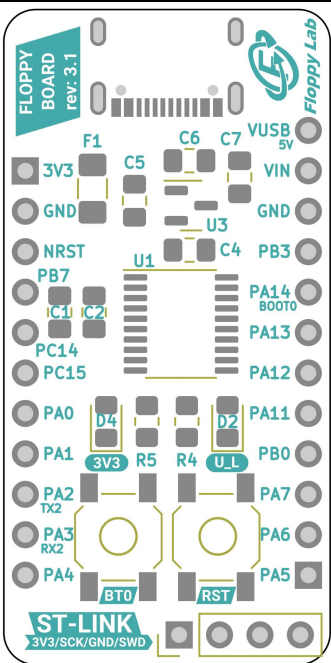 FLOPPY
BOARD
rev: 3.1
Floppy Lab
VUSB
5V
F1
C6
C7
3V3
C5
VIN
GND
U3
GND
NRST
C4
PB3
U1
PB7
PA14
BOOT0
C1
C2
PC14
PA13
PC15
PA12
PA0
D4
D2
PA11
PA1
3V3
R5
R4
U_L
PB0
PA2
TX2
PA7
PA3
RX2
PA6
PA4
PA5
BT0
RST
ST-LINK
3V3/SCK/GND/SWD